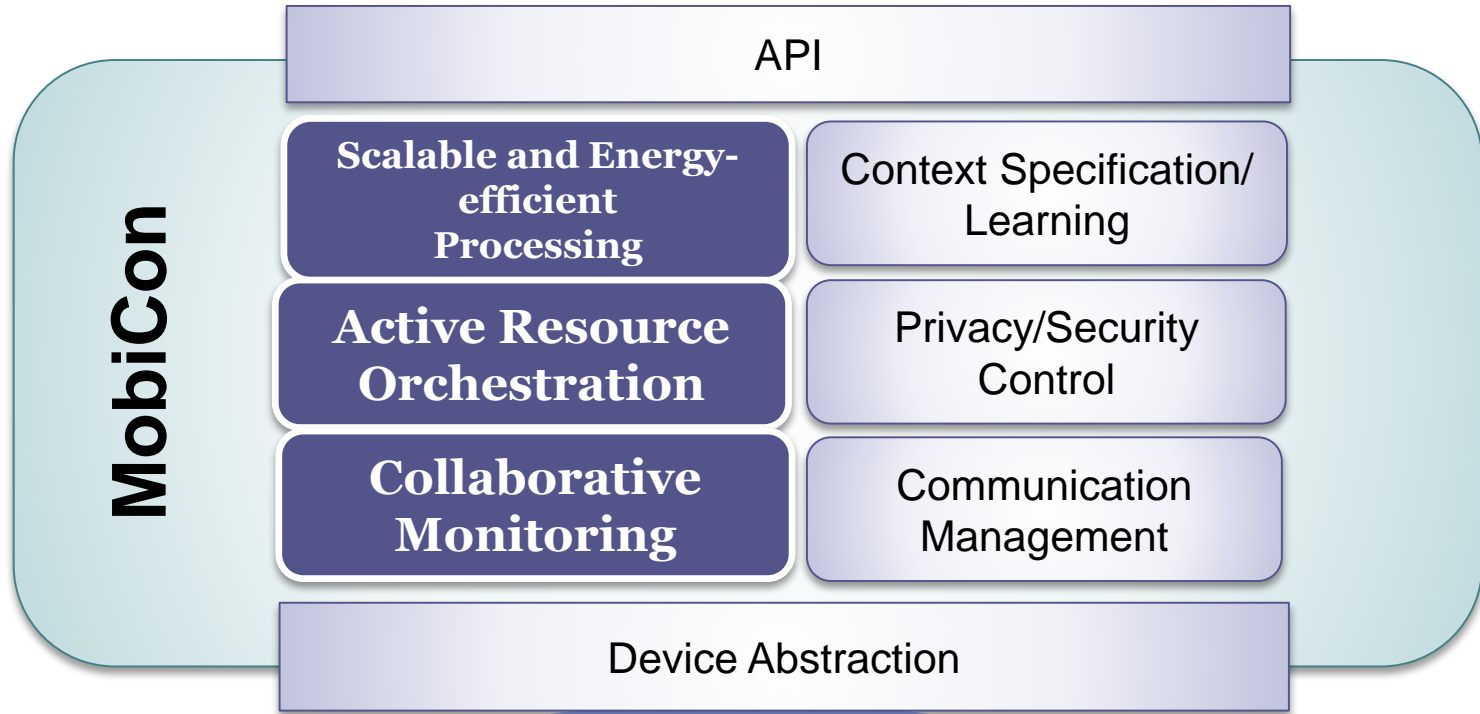 API
MobiCon
Scalable and Energy-
efficient
Processing
Context Specification/
Learning
Active Resource
Orchestration
Privacy/Security
Control
Collaborative
Monitoring
Communication
Management
Device Abstraction